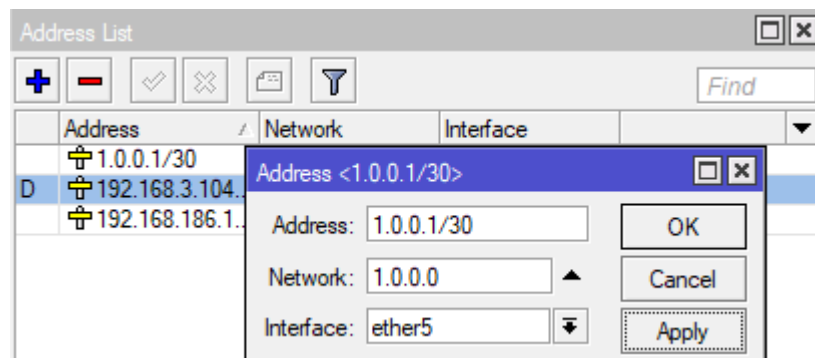 Address List
Find
Address Network Interface
1.0.0.1/30
D 192.168.3.104...
192.168.186.1...
Address <1.0.0.1/30>
Address: 1.0.0.1/30 OK
Network: 1.0.0.0 Cancel
Interface: ether5 Apply